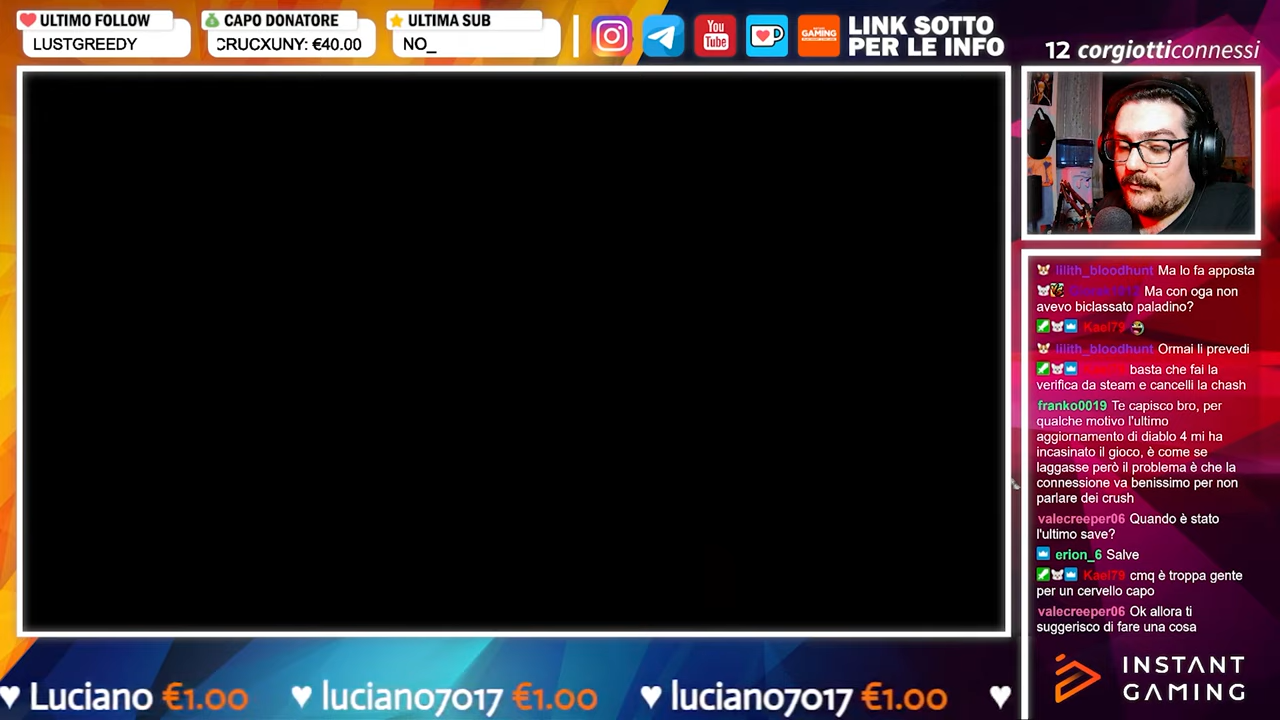 ULTIMO FOLLOW
LUSTGREEDY
CAPO DONATORE
CRUCXUNY: €40.00
ULTIMA SUB
NO_
You
Tube
GAMING
LINK SOTTO
PER LE INFO
12 corgiotticonnessi
lilith_bloodhunt Ma lo fa apposta
Ma con oga non
avevo biclassato paladino?
Kael79
lilith_bloodhunt Ormai li prevedi
basta che fai la
verifica da steam e cancelli la chash
franko0019 Te capisco bro, per
qualche motivo l'ultimo
aggiornamento di diablo 4 mi ha
incasinato il gioco, è come se
laggasse però il problema è che la
connessione va benissimo per non
parlare dei crush
valecreeper06 Quando è stato
l'ultimo save?
erion_6 Salve
Kael79 cmq è troppa gente
per un cervello capo
valecreeper06 Ok allora ti
suggerisco di fare una cosa
INSTANT
GAMING
Luciano €1.00 luciano7017 €1.00 luciano7017 €1.00